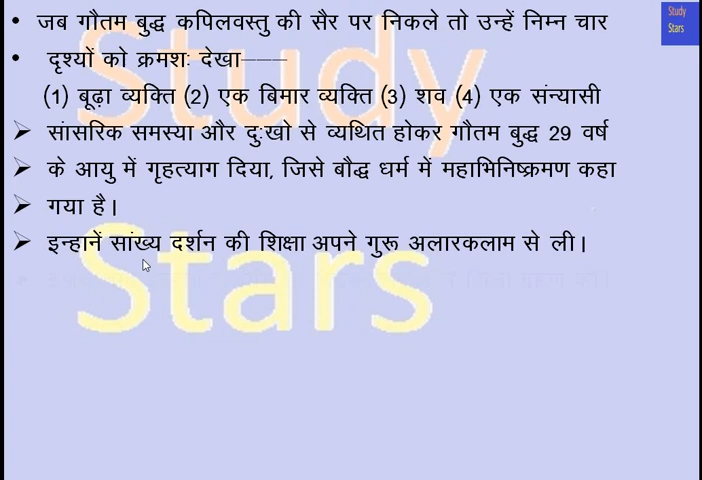 Study
Stars
• जब गौतम बुद्ध कपिलवस्तु की सैर पर निकले तो उन्हें निम्न चार
• दृश्यों को क्रमशः देखा———
(1) बूढ़ा व्यक्ति (2) एक बिमार व्यक्ति (3) शव (4) एक संन्यासी
➢ सांसरिक समस्या और दुःखो से व्यथित होकर गौतम बुद्ध 29 वर्ष
➢ के आयु में गृहत्याग दिया, जिसे बौद्ध धर्म में महाभिनिष्क्रमण कहा
➢ गया है।
➢ इन्हानें सांख्य दर्शन की शिक्षा अपने गुरू अलारकलाम से ली।
Study
Stars